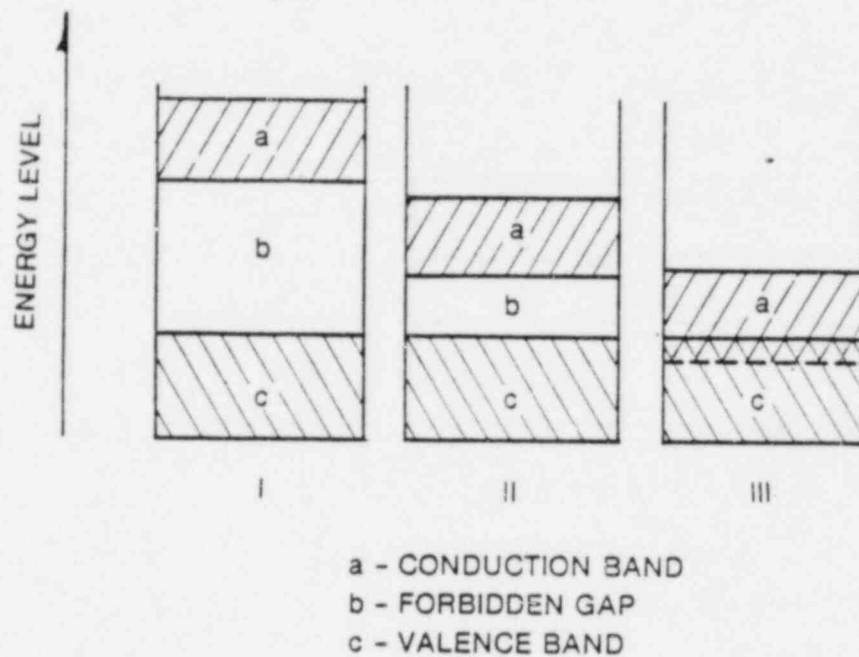 ENERGY LEVEL
a
b
c
a
b
c
a
c
I
II
III
a - CONDUCTION BAND
b - FORBIDDEN GAP
c - VALENCE BAND